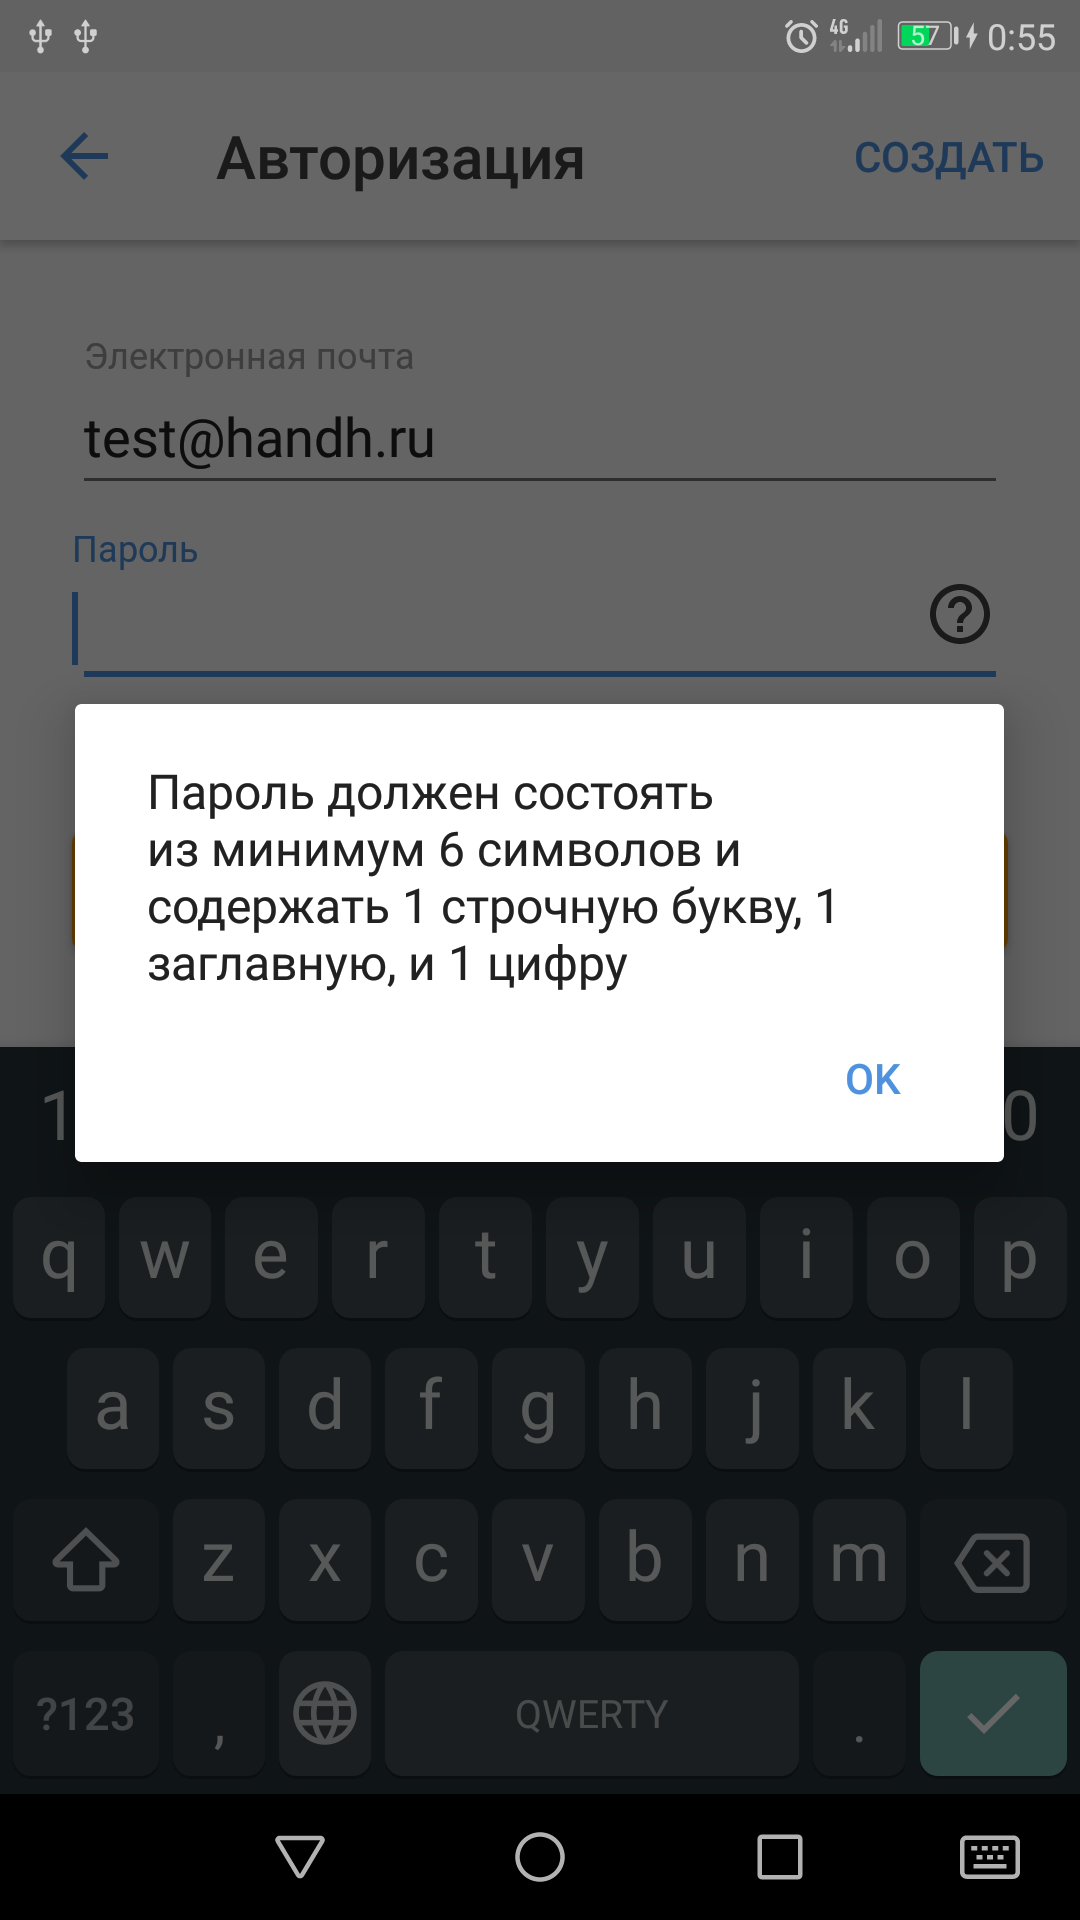 4G 57 0:55
Авторизация СОЗДАТЬ
Электронная почта
test@handh.ru
Пароль
Пароль должен состоять
из минимум 6 символов и
содержать 1 строчную букву, 1
заглавную, и 1 цифру
OK
1 0
q w e r t y u i o p
a s d f g h j k l
z x c v b n m
?123 , QWERTY .